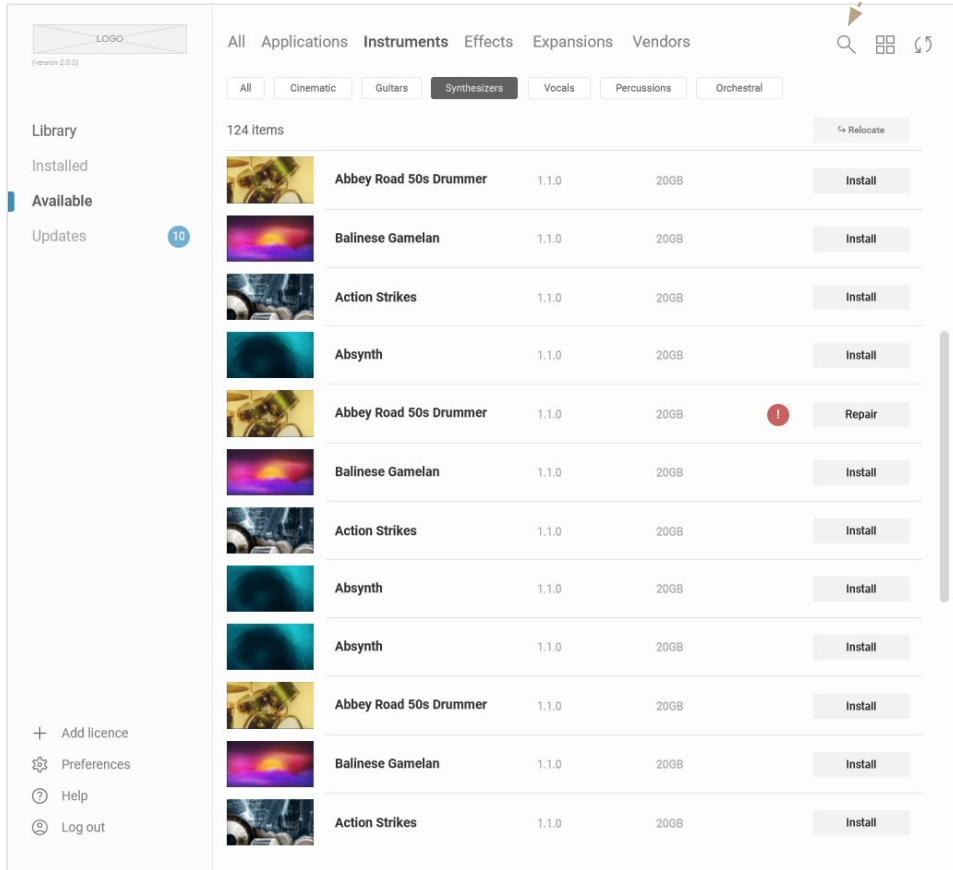 LOGO
(version 2.0.0)
All Applications Instruments Effects Expansions Vendors
All Cinematic Guitars Synthesizers Vocals Percussions Orchestral
Library
Installed
Available
Updates 10
124 items Relocate
Abbey Road 50s Drummer 1.1.0 20GB Install
Balinese Gamelan 1.1.0 20GB Install
Action Strikes 1.1.0 20GB Install
Absynth 1.1.0 20GB Install
Abbey Road 50s Drummer 1.1.0 20GB ! Repair
Balinese Gamelan 1.1.0 20GB Install
Action Strikes 1.1.0 20GB Install
Absynth 1.1.0 20GB Install
Absynth 1.1.0 20GB Install
Abbey Road 50s Drummer 1.1.0 20GB Install
Balinese Gamelan 1.1.0 20GB Install
Action Strikes 1.1.0 20GB Install
Add licence
Preferences
Help
Log out